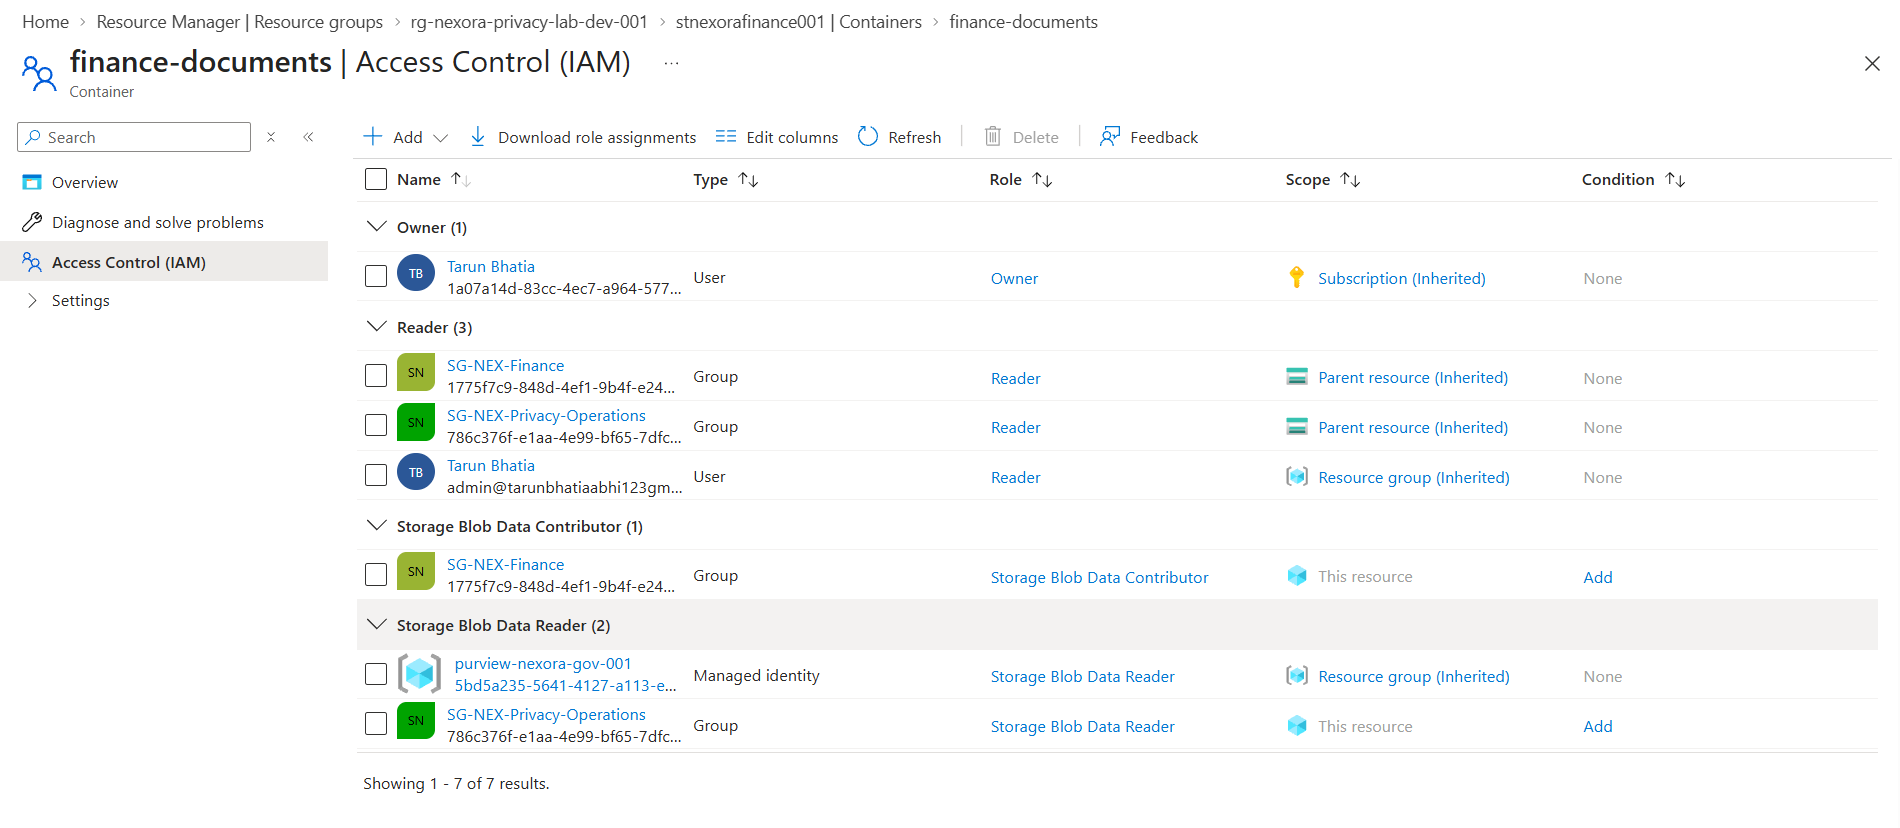 Home > Resource Manager | Resource groups > rg-nexora-privacy-lab-dev-001 > stnexorafinance001 | Containers > finance-documents
finance-documents | Access Control (IAM) ...
Container
Search
Overview
Diagnose and solve problems
Access Control (IAM)
Settings
Add Download role assignments Edit columns Refresh Delete Feedback
Name Type Role Scope Condition
Owner (1)
Tarun Bhatia
1a07a14d-83cc-4ec7-a964-577... User Owner Subscription (Inherited) None
Reader (3)
SG-NEX-Finance
1775f7c9-848d-4ef1-9b4f-e24... SN Group Reader Parent resource (Inherited) None
SG-NEX-Privacy-Operations
786c376f-e1aa-4e99-bf65-7dfc... SN Group Reader Parent resource (Inherited) None
Tarun Bhatia
admin@tarunbhatiaabhi123gm... TB User Reader Resource group (Inherited) None
Storage Blob Data Contributor (1)
SG-NEX-Finance
1775f7c9-848d-4ef1-9b4f-e24... SN Group Storage Blob Data Contributor This resource Add
Storage Blob Data Reader (2)
purview-nexora-gov-001
5bd5a235-5641-4127-a113-e... Managed identity Storage Blob Data Reader Resource group (Inherited) None
SG-NEX-Privacy-Operations
786c376f-e1aa-4e99-bf65-7dfc... SN Group Storage Blob Data Reader This resource Add
Showing 1 - 7 of 7 results.